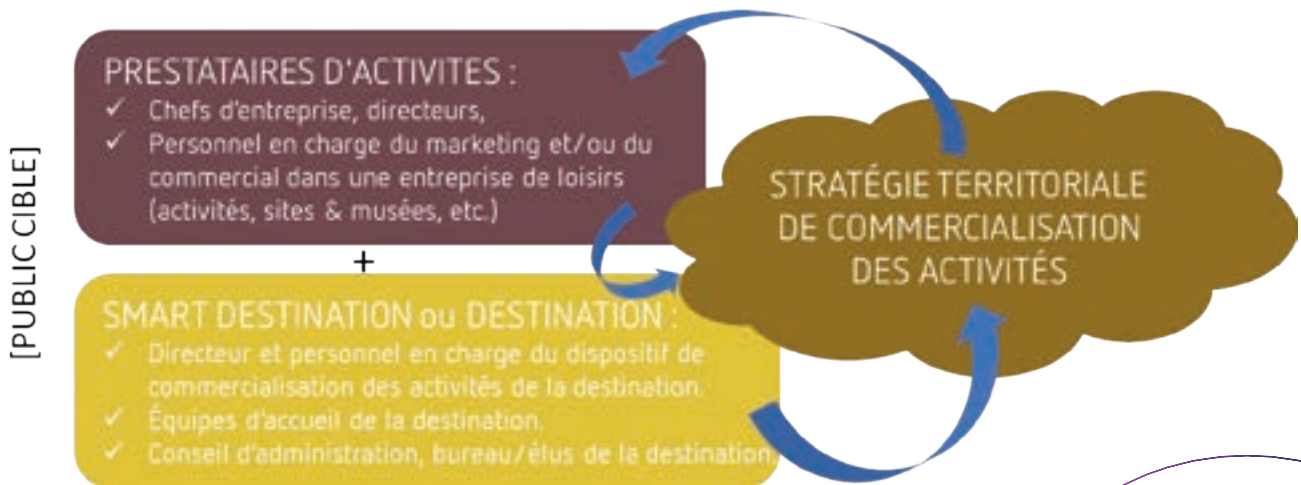 [PUBLIC CIBLE]
PRESTATAIRES D'ACTIVITES :
✓ Chefs d'entreprise, directeurs,
✓ Personnel en charge du marketing et/ou du
commercial dans une entreprise de loisirs
(activités, sites & musées, etc.)
+
SMART DESTINATION ou DESTINATION :
✓ Directeur et personnel en charge du dispositif de
commercialisation des activités de la destination.
✓ Équipes d'accueil de la destination.
✓ Conseil d'administration, bureau/élus de la destination.
STRATÉGIE TERRITORIALE
DE COMMERCIALISATION
DES ACTIVITÉS